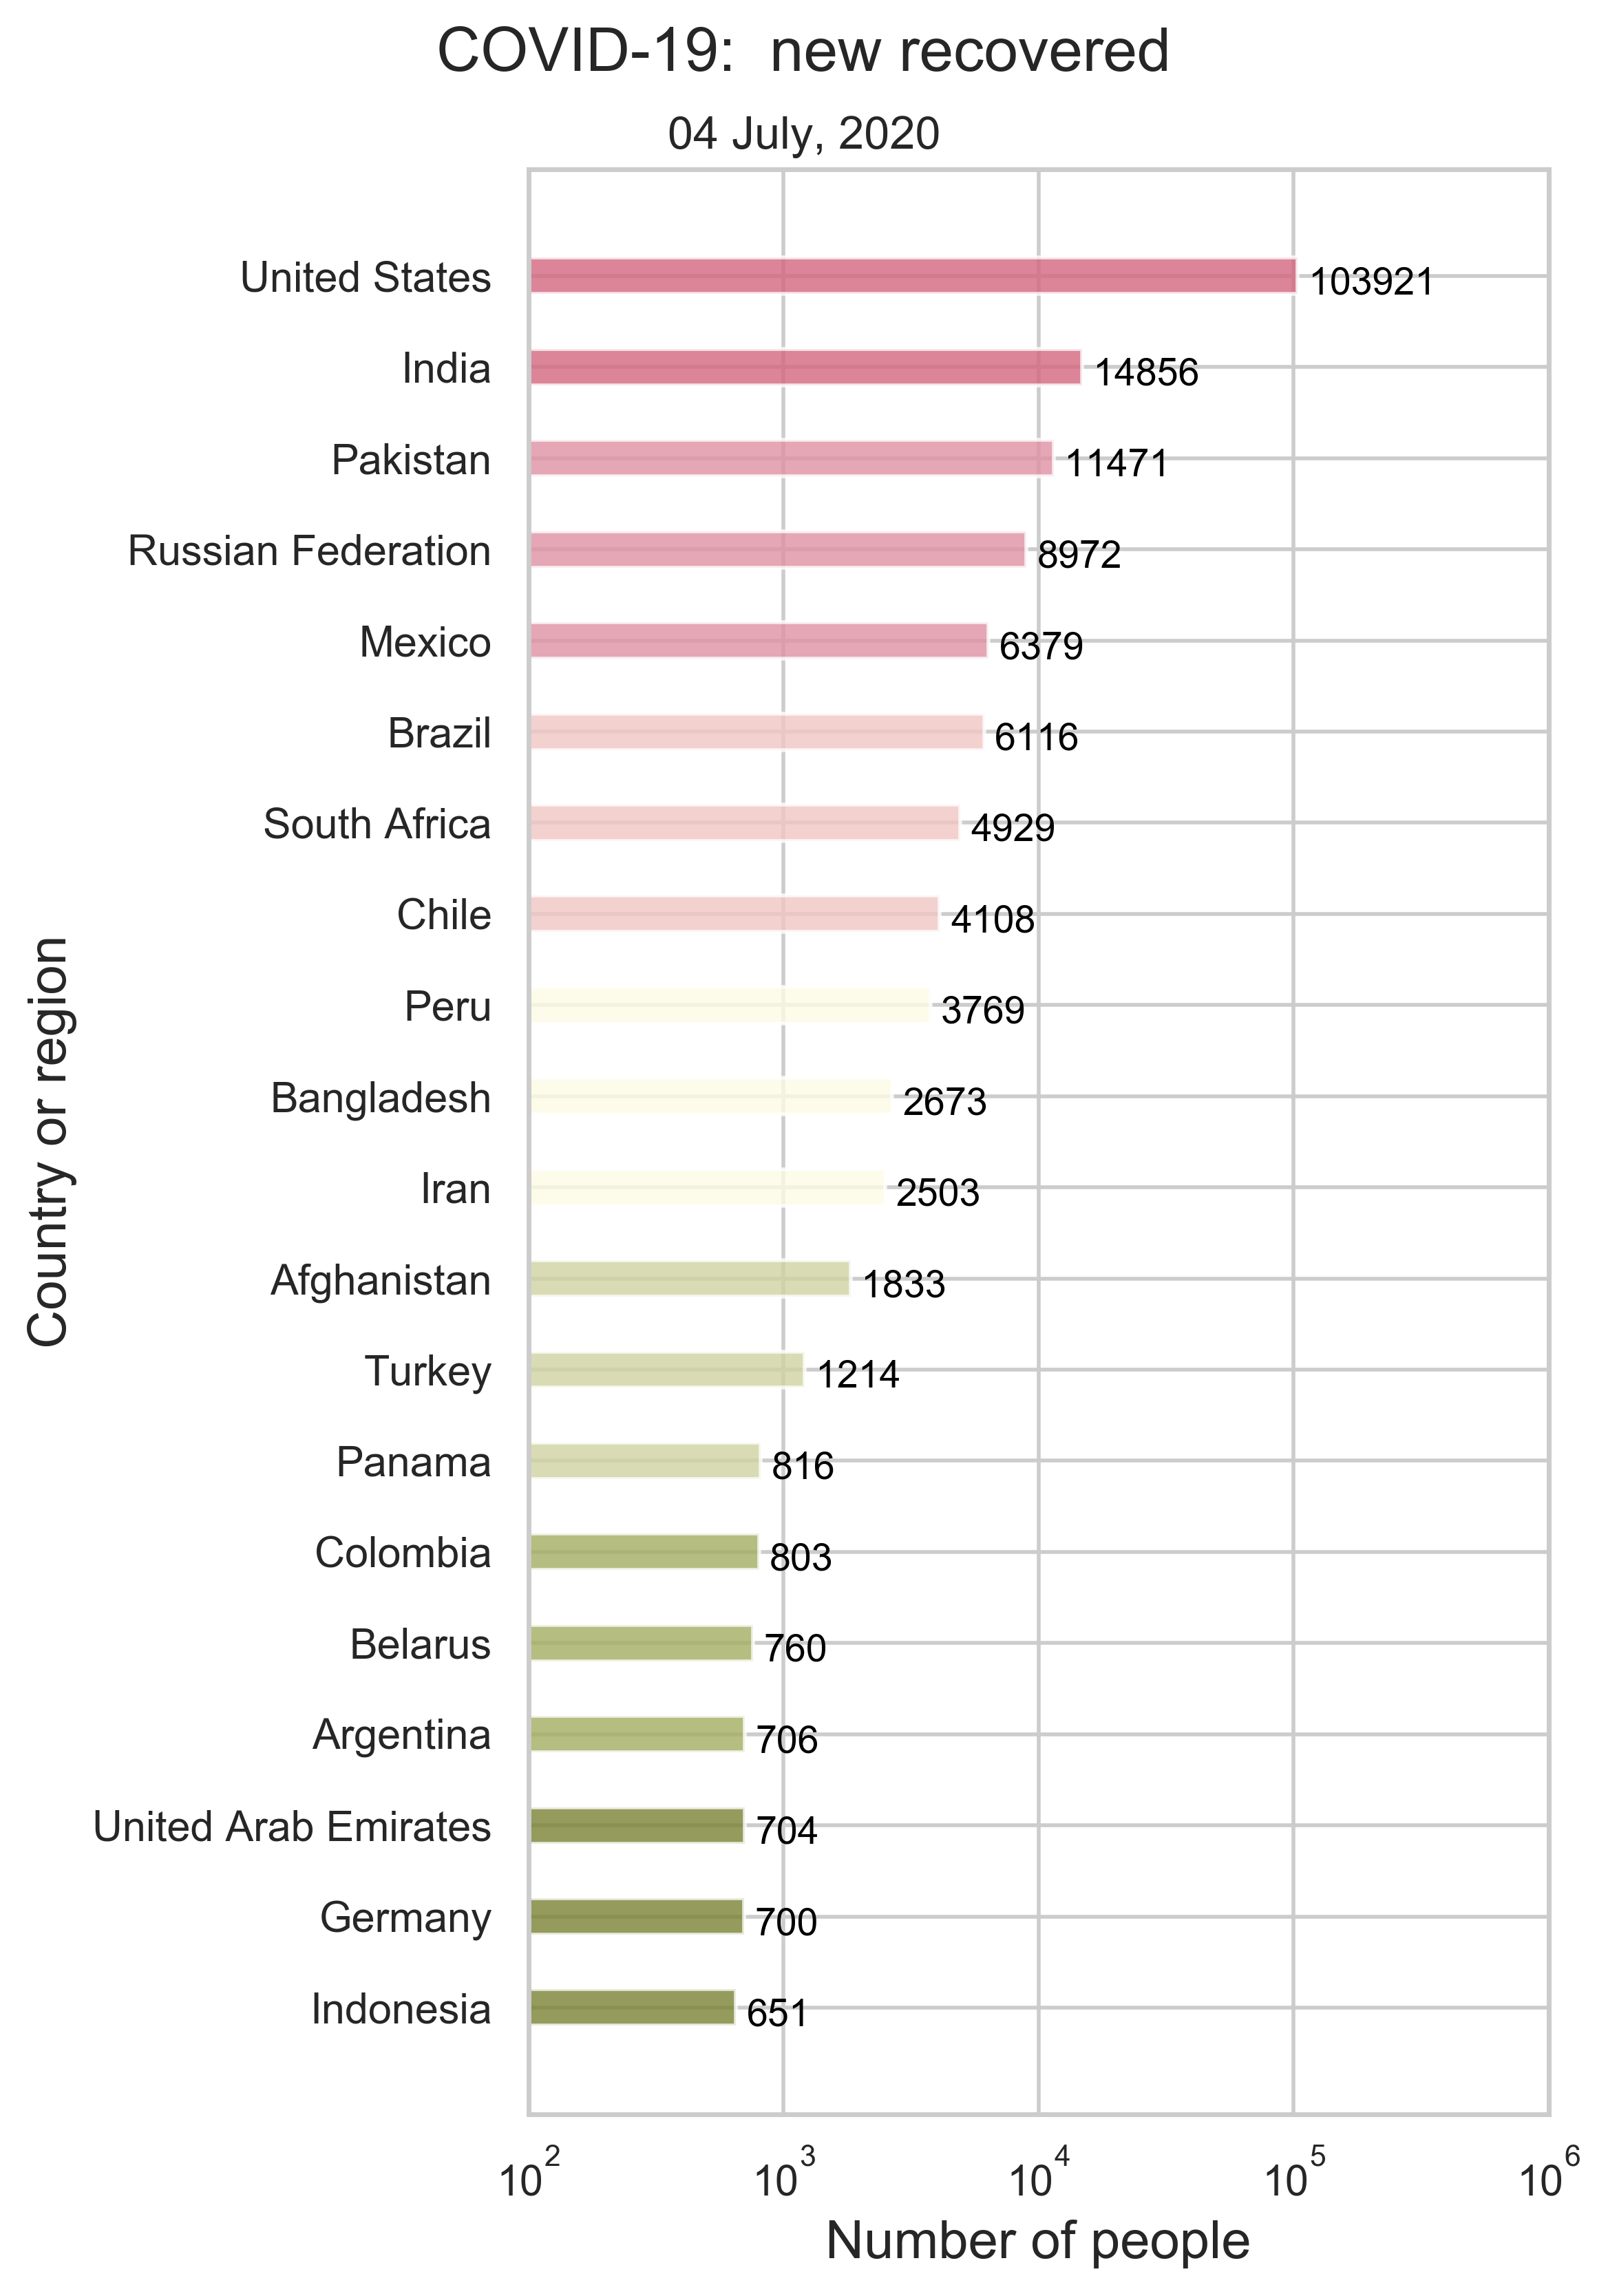 COVID-19:  new recovered
04 July, 2020
Country or region
United States 103921
India 14856
Pakistan 11471
Russian Federation 8972
Mexico 6379
Brazil 6116
South Africa 4929
Chile 4108
Peru 3769
Bangladesh 2673
Iran 2503
Afghanistan 1833
Turkey 1214
Panama 816
Colombia 803
Belarus 760
Argentina 706
United Arab Emirates 704
Germany 700
Indonesia 651
10² 10³ 10⁴ 10⁵ 10⁶
Number of people